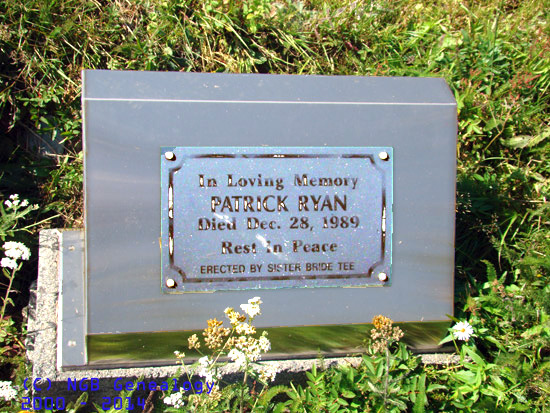 In Loving Memory
PATRICK RYAN
Died Dec. 28, 1989
Rest in Peace
ERECTED BY SISTER BRIDE TEE
(C) NGB Genealogy
2000 - 2014